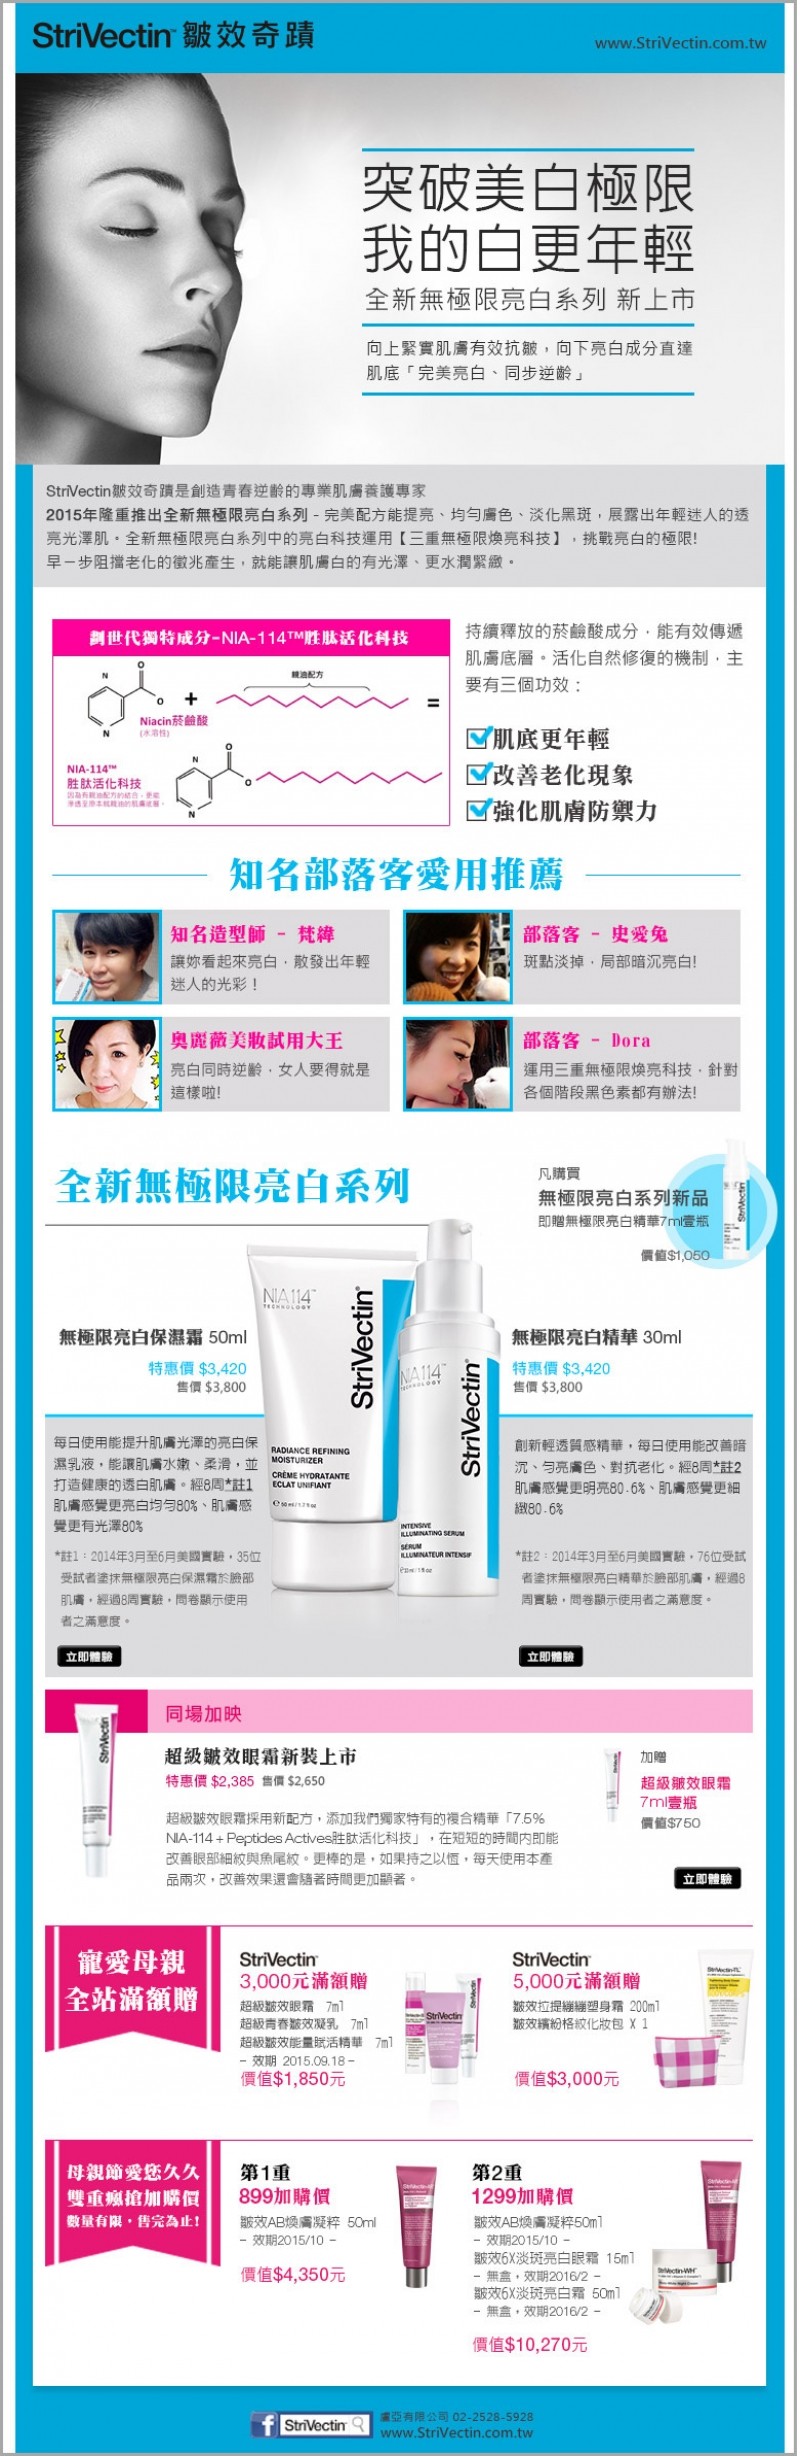 StriVectin™ 皺效奇蹟
www.StriVectin.com.tw
突破美白極限
我的白更年輕
全新無極限亮白系列 新上市
向上緊實肌膚有效抗皺，向下亮白成分直達
肌底「完美亮白、同步逆齡」
StriVectin皺效奇蹟是創造青春逆齡的專業肌膚養護專家
2015年隆重推出全新無極限亮白系列 - 完美配方能提亮、均勻膚色、淡化黑斑，展露出年輕迷人的透
亮光澤肌。全新無極限亮白系列中的亮白科技運用【三重無極限煥亮科技】，挑戰亮白的極限!
早一步阻擋老化的徵兆產生，就能讓肌膚白的有光澤、更水潤緊緻。
創世代獨特成分-NIA-114™胜肽活化科技
N
O
O
N
+
親油配方
=
Niacin菸鹼酸
(水溶性)
NIA-114™
胜肽活化科技
N
O
O
N
持續釋放的菸鹼酸成分，能有效傳遞
肌膚底層。活化自然修復的機制，主
要有三個功效：
肌底更年輕
改善老化現象
強化肌膚防禦力
知名部落客愛用推薦
知名造型師 - 梵緯
讓妳看起來亮白，散發出年輕
迷人的光彩！
部落客 - 史愛兔
斑點淡掉，局部暗沉亮白!
奧麗薇美妝試用大王
亮白同時逆齡，女人要得就是
這樣啦!
部落客 - Dora
運用三重無極限煥亮科技，針對
各個階段黑色素都有辦法!
全新無極限亮白系列
凡購買
無極限亮白系列新品
即贈無極限亮白精華7ml壹瓶
價值$1,050
StriVectin
無極限亮白保濕霜 50ml
特惠價 $3,420
售價 $3,800
NIA114™
TECHNOLOGY
StriVectin®
RADIANCE REFINING
MOISTURIZER
CRÈME HYDRATANTE
ECLAT UNIFIANT
℮ 50 ml / 1.7 fl oz
NIA114™
TECHNOLOGY
StriVectin®
INTENSIVE
ILLUMINATING SERUM
SÉRUM
ILLUMINATEUR INTENSIF
無極限亮白精華 30ml
特惠價 $3,420
售價 $3,800
每日使用能提升肌膚光澤的亮白保
濕乳液，能讓肌膚水嫩、柔滑，並
打造健康的透白肌膚。經8周*註1
肌膚感覺更亮白均勻80%、肌膚感
覺更有光澤80%
*註1：2014年3月至6月美國實驗，35位
受試者塗抹無極限亮白保濕霜於臉部
肌膚，經過8周實驗，問卷顯示使用
者之滿意度。
立即體驗
創新輕透質感精華，每日使用能改善暗
沉、勻亮膚色、對抗老化。經8周*註2
肌膚感覺更明亮80.6%、肌膚感覺更細
緻80.6%
*註2：2014年3月至6月美國實驗，76位受試
者塗抹無極限亮白精華於臉部肌膚，經過8
周實驗，問卷顯示使用者之滿意度。
立即體驗
同場加映
StriVectin
超級皺效眼霜新裝上市
特惠價 $2,385 售價 $2,650
超級皺效眼霜採用新配方，添加我們獨家特有的複合精華「7.5%
NIA-114 + Peptides Actives胜肽活化科技」，在短短的時間內即能
改善眼部細紋與魚尾紋。更棒的是，如果持之以恆，每天使用本產
品兩次，改善效果還會隨著時間更加顯著。
加贈
超級皺效眼霜
7ml壹瓶
價值$750
立即體驗
寵愛母親
全站滿額贈
StriVectin™
3,000元滿額贈
超級皺效眼霜 7ml
超級青春皺效凝乳 7ml
超級皺效能量眂活精華 7ml
- 效期 2015.09.18 -
價值$1,850元
StriVectin
StriVectin
StriVectin™
5,000元滿額贈
皺效拉提繃繃塑身霜 200ml
皺效繽紛格紋化妝包 X 1
價值$3,000元
StriVectin-TL™
母親節愛您久久
雙重瘋搶加購價
數量有限，售完為止!
第1重
899加購價
皺效AB煥膚凝粹 50ml
- 效期2015/10 -
價值$4,350元
第2重
1299加購價
皺效AB煥膚凝粹50ml
- 效期2015/10 -
皺效6X淡斑亮白眼霜 15ml
- 無盒，效期2016/2 -
皺效6X淡斑亮白霜 50ml
- 無盒，效期2016/2 -
價值$10,270元
StriVectin-WH™
f StriVectin
盧亞有限公司 02-2528-5928
www.StriVectin.com.tw